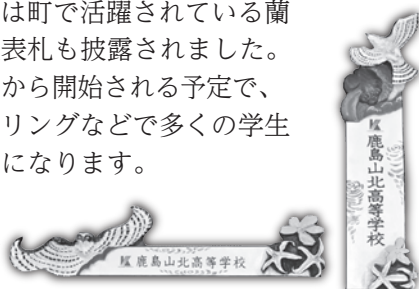 は町で活躍されている蘭
表札も披露されました。
から開始される予定で、
リングなどで多くの学生
になります。
鹿島山北高等学校
鹿島山北高等学校